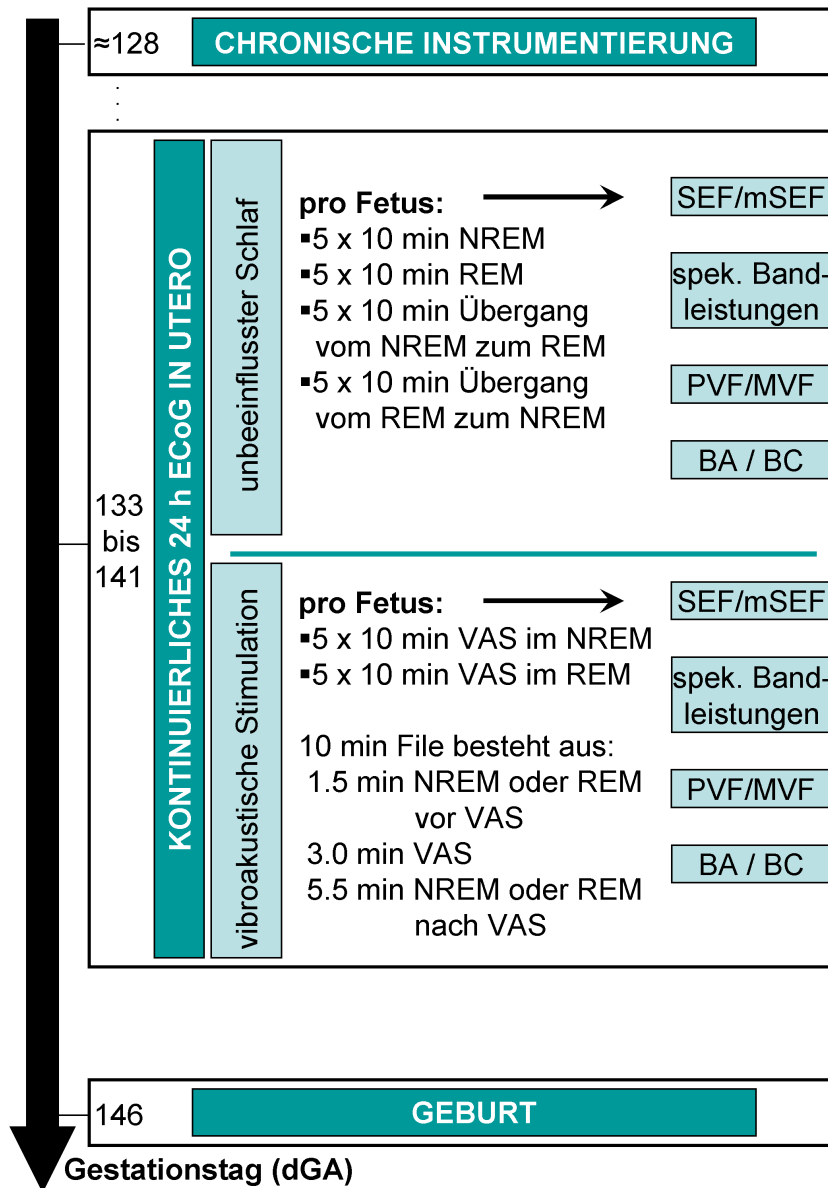 ≈128
CHRONISCHE INSTRUMENTIERUNG
KONTINUIERLICHES 24 h ECoG IN UTERO
unbeeinflusster Schlaf
pro Fetus:
▪5 x 10 min NREM
▪5 x 10 min REM
▪5 x 10 min Übergang
vom NREM zum REM
▪5 x 10 min Übergang
vom REM zum NREM
SEF/mSEF
spek. Band-
leistungen
PVF/MVF
BA / BC
133
bis
141
vibroakustische Stimulation
pro Fetus:
▪5 x 10 min VAS im NREM
▪5 x 10 min VAS im REM
10 min File besteht aus:
1.5 min NREM oder REM
vor VAS
3.0 min VAS
5.5 min NREM oder REM
nach VAS
SEF/mSEF
spek. Band-
leistungen
PVF/MVF
BA / BC
146
GEBURT
Gestationstag (dGA)